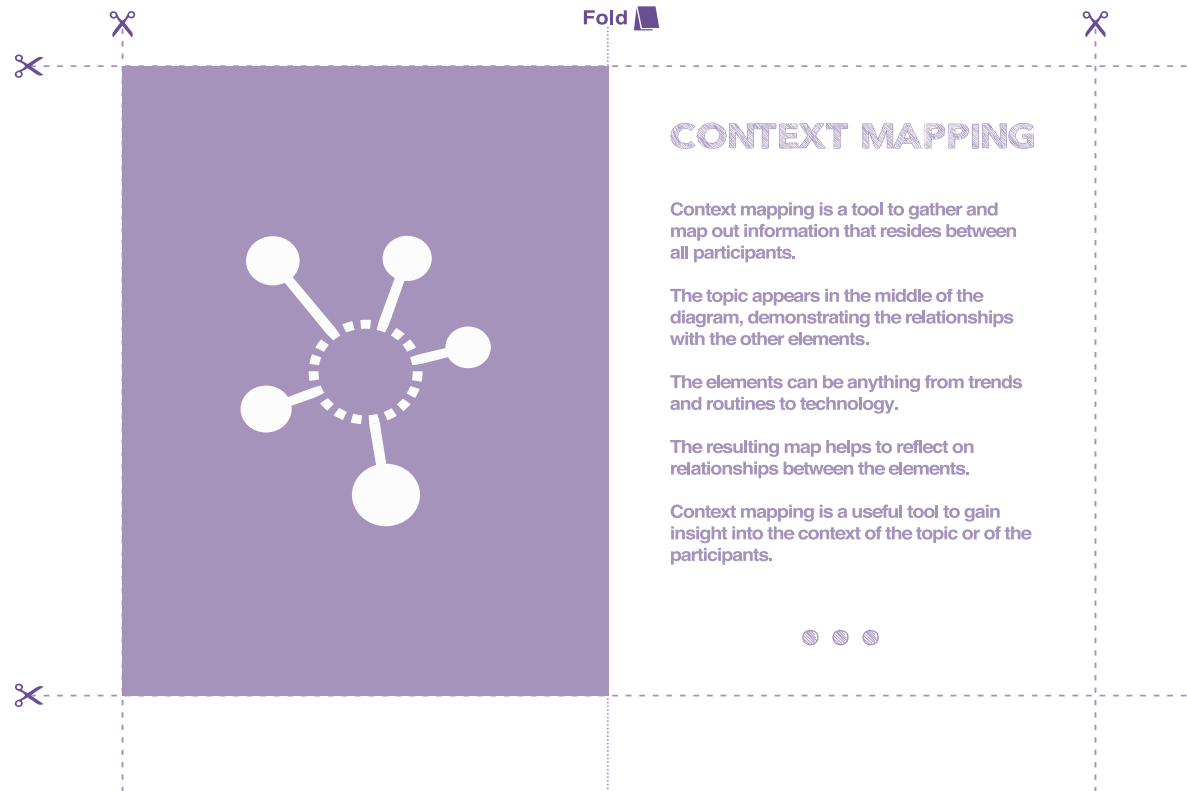 Fold
CONTEXT MAPPING
Context mapping is a tool to gather and
map out information that resides between
all participants.
The topic appears in the middle of the
diagram, demonstrating the relationships
with the other elements.
The elements can be anything from trends
and routines to technology.
The resulting map helps to reflect on
relationships between the elements.
Context mapping is a useful tool to gain
insight into the context of the topic or of the
participants.